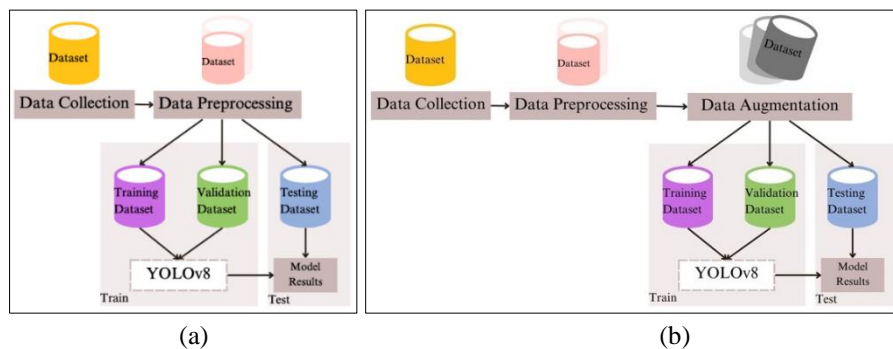 Dataset
Dataset
Data Collection
Data Preprocessing
Training
Dataset
Validation
Dataset
Testing
Dataset
YOLOv8
Model
Results
Train
Test
(a)
Dataset
Dataset
Dataset
Data Collection
Data Preprocessing
Data Augmentation
Training
Dataset
Validation
Dataset
Testing
Dataset
YOLOv8
Model
Results
Train
Test
(b)